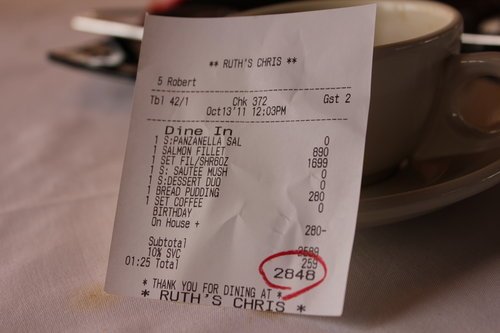 ** RUTH'S CHRIS **
5 Robert
Tbl 42/1 Chk 372 Gst 2
Oct13'11 12:03PM
Dine In
1 S:PANZANELLA SAL 0
1 SALMON FILLET 890
1 SET FIL/SHR6OZ 1699
1 S: SAUTEE MUSH 0
1 S:DESSERT DUO 0
1 BREAD PUDDING 280
1 SET COFFEE 0
BIRTHDAY
On House + 280-
Subtotal 2589
10% SVC 259
01:25 Total 2848
* THANK YOU FOR DINING AT *
* RUTH'S CHRIS *